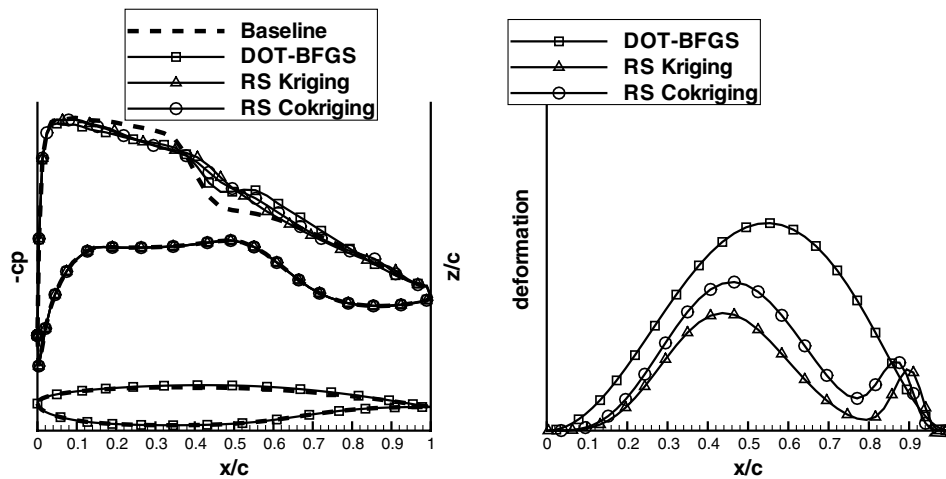 Baseline
DOT-BFGS
RS Kriging
RS Cokriging
-cp
z/c
0 0.1 0.2 0.3 0.4 0.5 0.6 0.7 0.8 0.9 1
x/c
DOT-BFGS
RS Kriging
RS Cokriging
deformation
0 0.1 0.2 0.3 0.4 0.5 0.6 0.7 0.8 0.9
x/c